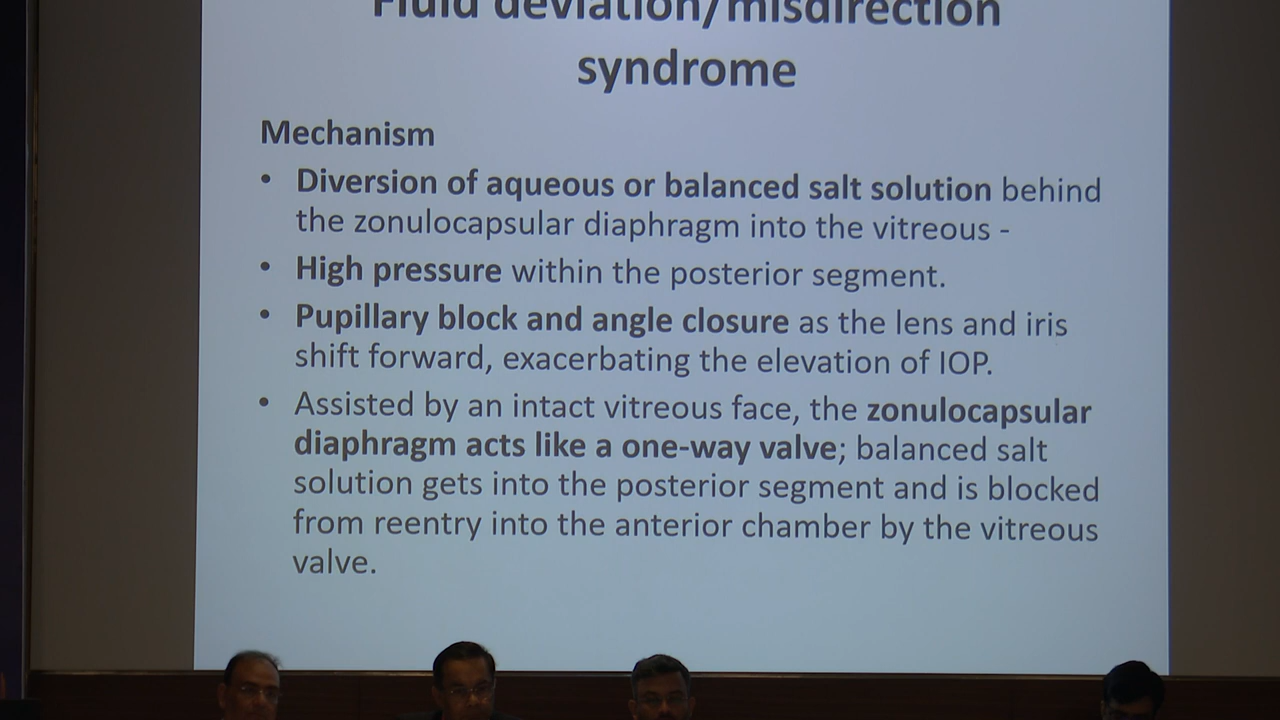 Fluid deviation/misdirection
syndrome
Mechanism
• Diversion of aqueous or balanced salt solution behind
the zonulocapsular diaphragm into the vitreous -
• High pressure within the posterior segment.
• Pupillary block and angle closure as the lens and iris
shift forward, exacerbating the elevation of IOP.
• Assisted by an intact vitreous face, the zonulocapsular
diaphragm acts like a one-way valve; balanced salt
solution gets into the posterior segment and is blocked
from reentry into the anterior chamber by the vitreous
valve.